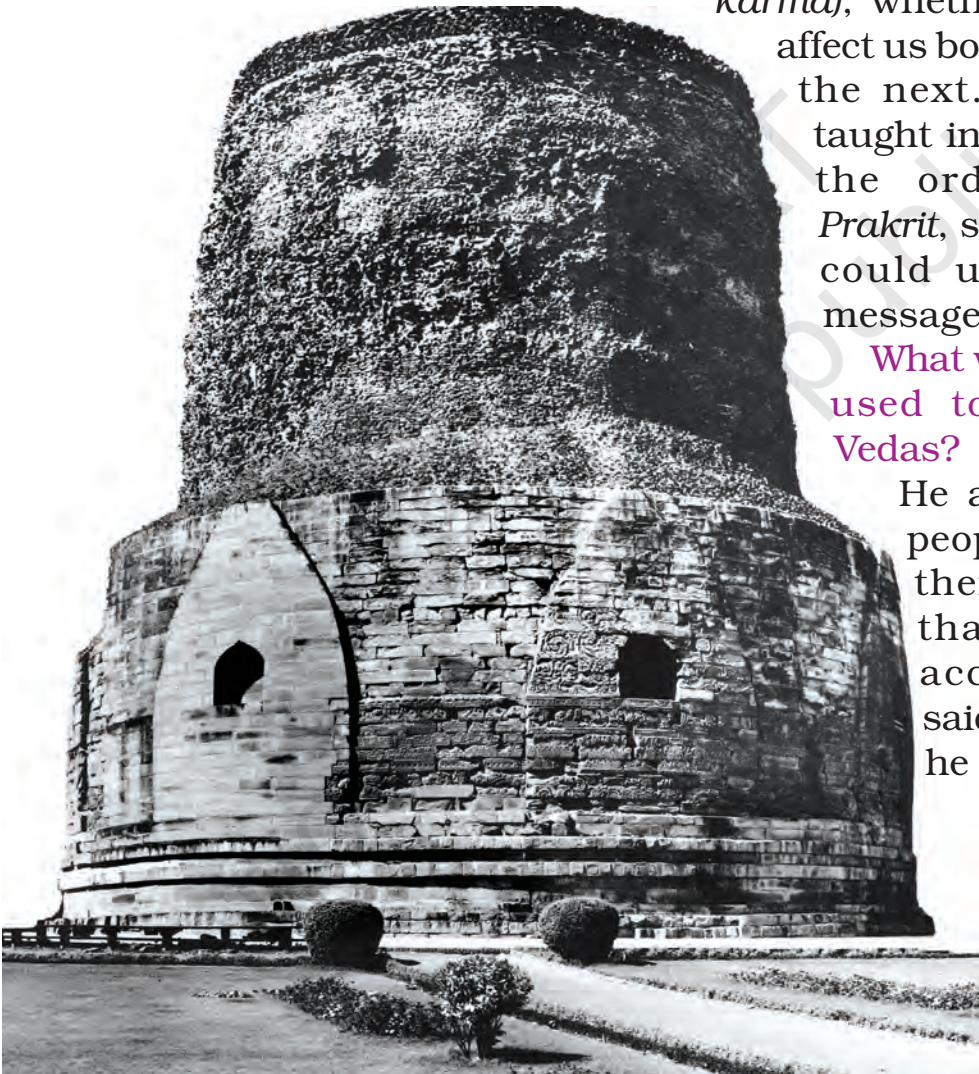 karma), wheth
affect us bo
the next.
taught in
the ord
Prakrit, s
could u
message
What
used to
Vedas?
He a
peop
the
tha
acc
said
he